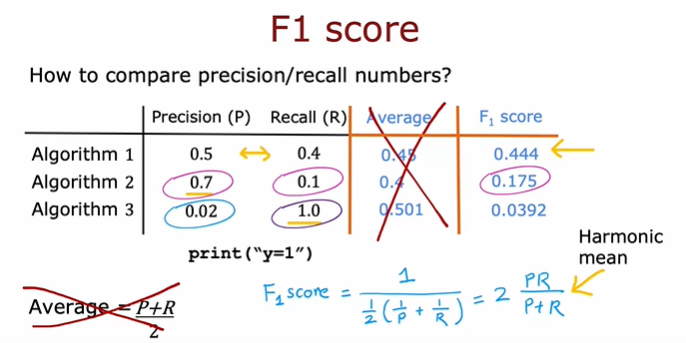 F1 score
How to compare precision/recall numbers?
Precision (P) Recall (R) Average F₁ score
Algorithm 1 0.5 ↔ 0.4 0.45 0.444 ←
Algorithm 2 0.7 0.1 0.4 0.175
Algorithm 3 0.02 1.0 0.501 0.0392
print("y=1")
Harmonic
mean
Average = P+R/2
F₁ score = 1/(1/2 (1/P + 1/R)) = 2 PR/(P+R)